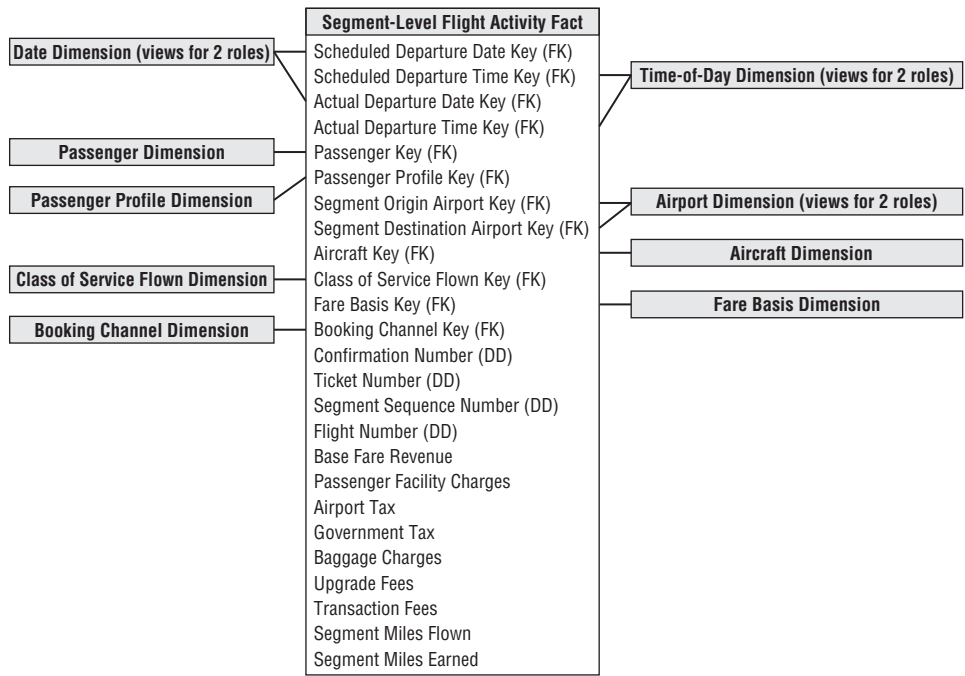 Segment-Level Flight Activity Fact
Scheduled Departure Date Key (FK)
Scheduled Departure Time Key (FK)
Actual Departure Date Key (FK)
Actual Departure Time Key (FK)
Passenger Key (FK)
Passenger Profile Key (FK)
Segment Origin Airport Key (FK)
Segment Destination Airport Key (FK)
Aircraft Key (FK)
Class of Service Flown Key (FK)
Fare Basis Key (FK)
Booking Channel Key (FK)
Confirmation Number (DD)
Ticket Number (DD)
Segment Sequence Number (DD)
Flight Number (DD)
Base Fare Revenue
Passenger Facility Charges
Airport Tax
Government Tax
Baggage Charges
Upgrade Fees
Transaction Fees
Segment Miles Flown
Segment Miles Earned
Date Dimension (views for 2 roles)
Passenger Dimension
Passenger Profile Dimension
Class of Service Flown Dimension
Booking Channel Dimension
Time-of-Day Dimension (views for 2 roles)
Airport Dimension (views for 2 roles)
Aircraft Dimension
Fare Basis Dimension